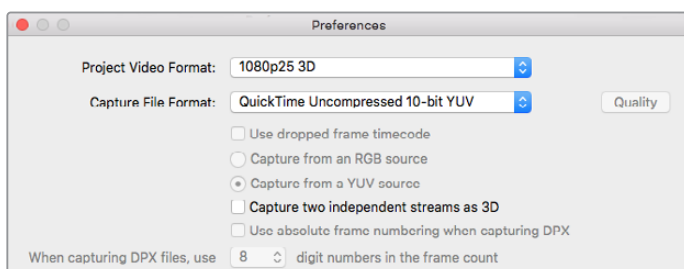 Preferences
Project Video Format: 1080p25 3D
Capture File Format: QuickTime Uncompressed 10-bit YUV Quality
Use dropped frame timecode
Capture from an RGB source
Capture from a YUV source
Capture two independent streams as 3D
Use absolute frame numbering when capturing DPX
When capturing DPX files, use 8 digit numbers in the frame count